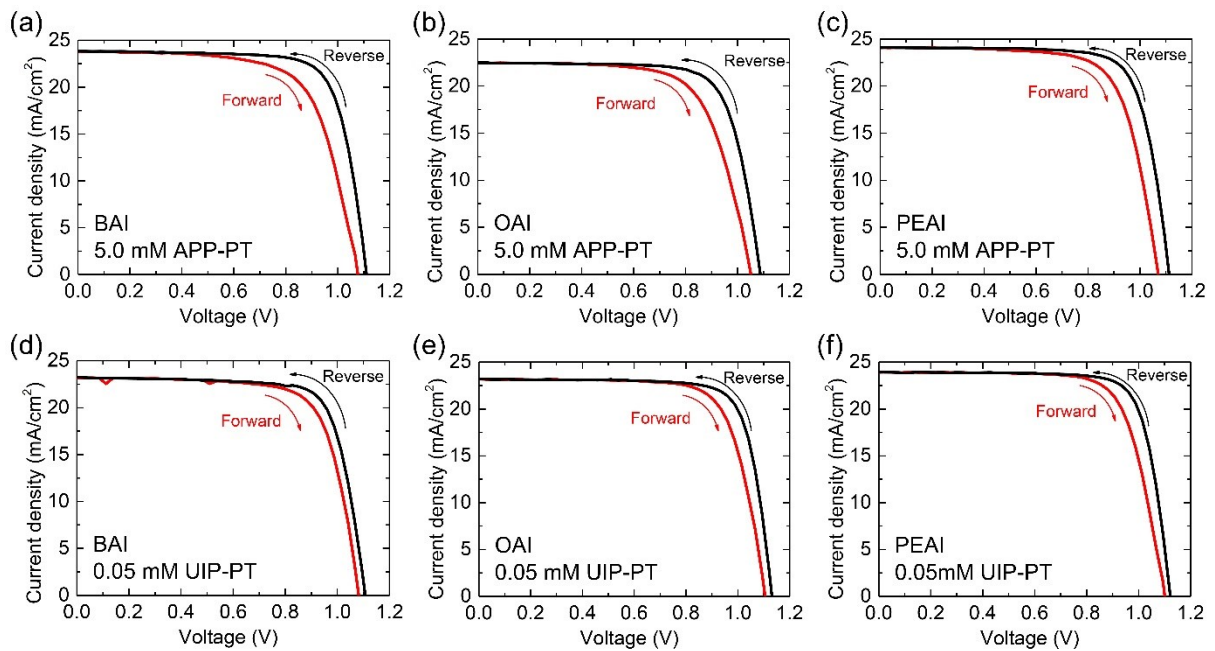 (a)
25
20
15
10
5
0
Current density (mA/cm²)
Reverse
Forward
BAI
5.0 mM APP-PT
0.0 0.2 0.4 0.6 0.8 1.0 1.2
Voltage (V)
(b)
25
20
15
10
5
0
Current density (mA/cm²)
Reverse
Forward
OAI
5.0 mM APP-PT
0.0 0.2 0.4 0.6 0.8 1.0 1.2
Voltage (V)
(c)
25
20
15
10
5
0
Current density (mA/cm²)
Reverse
Forward
PEAI
5.0 mM APP-PT
0.0 0.2 0.4 0.6 0.8 1.0 1.2
Voltage (V)
(d)
25
20
15
10
5
0
Current density (mA/cm²)
Reverse
Forward
BAI
0.05 mM UIP-PT
0.0 0.2 0.4 0.6 0.8 1.0 1.2
Voltage (V)
(e)
25
20
15
10
5
0
Current density (mA/cm²)
Reverse
Forward
OAI
0.05 mM UIP-PT
0.0 0.2 0.4 0.6 0.8 1.0 1.2
Voltage (V)
(f)
25
20
15
10
5
0
Current density (mA/cm²)
Reverse
Forward
PEAI
0.05mM UIP-PT
0.0 0.2 0.4 0.6 0.8 1.0 1.2
Voltage (V)